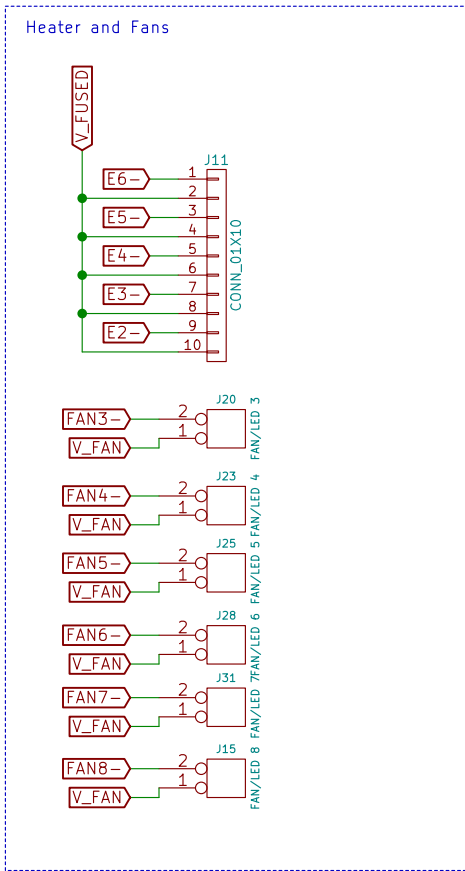 Heater and Fans
V_FUSED
J11
E6-
1
2
E5-
3
4
E4-
5
6
E3-
7
8
E2-
9
10
CONN_01X10
J20
FAN3-
2
V_FAN
1
FAN/LED 3
J23
FAN4-
2
V_FAN
1
FAN/LED 4
J25
FAN5-
2
V_FAN
1
FAN/LED 5
J28
FAN6-
2
V_FAN
1
FAN/LED 6
J31
FAN7-
2
V_FAN
1
FAN/LED 7
J15
FAN8-
2
V_FAN
1
FAN/LED 8